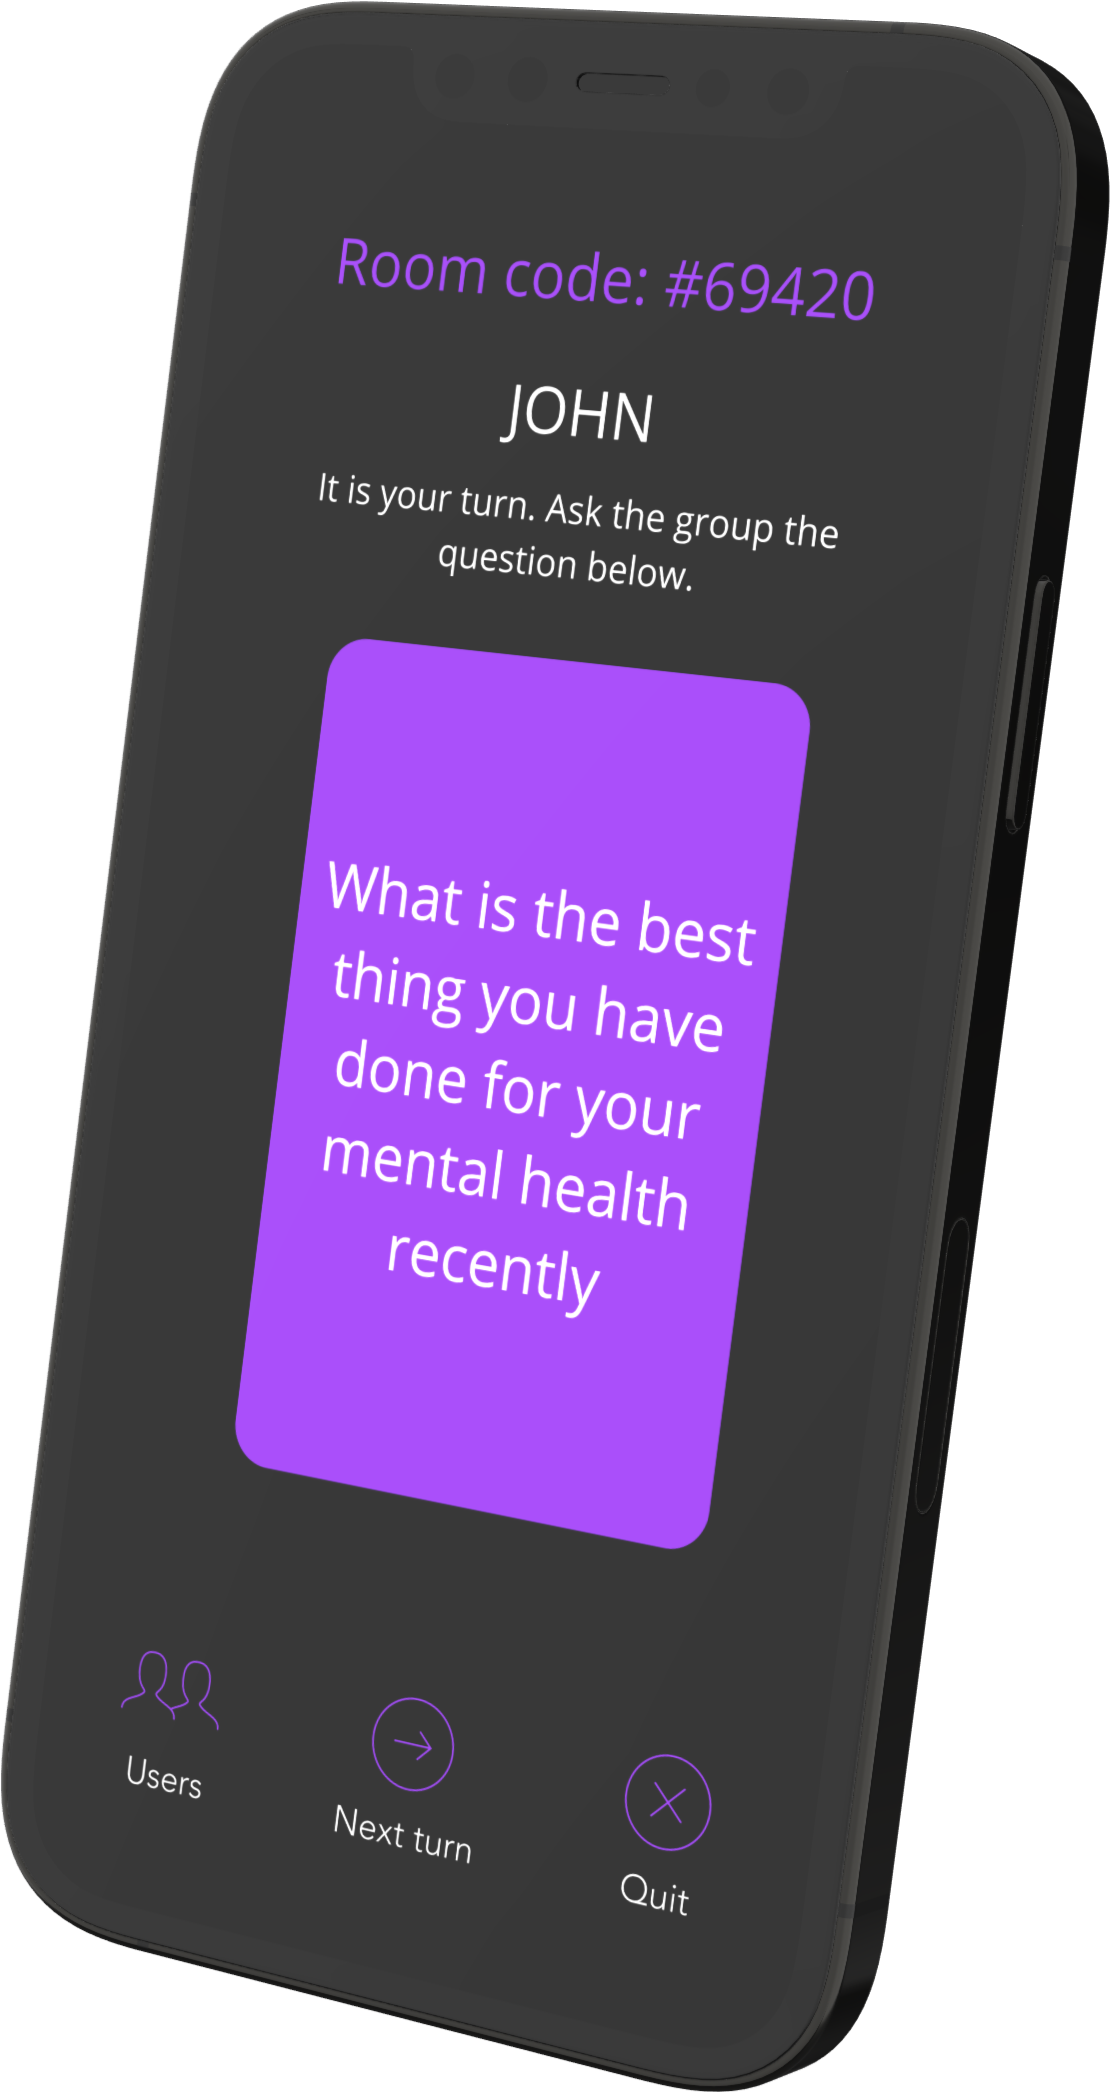 Room code: #69420
JOHN
It is your turn. Ask the group the
question below.
What is the best
thing you have
done for your
mental health
recently
Users
Next turn
Quit